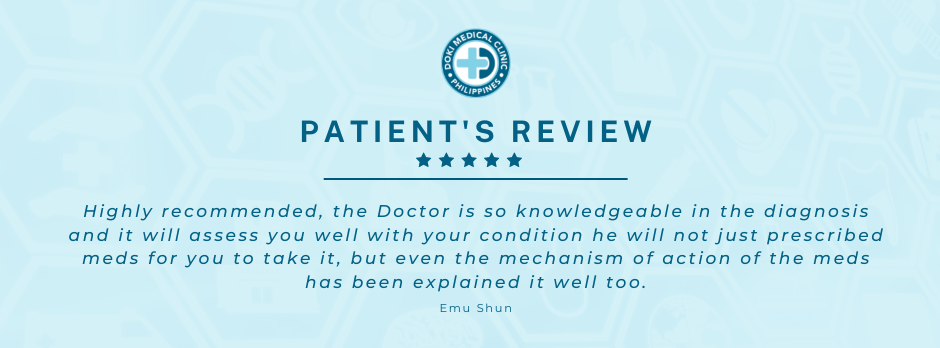 DOKI MEDICAL CLINIC
PHILIPPINES
PATIENT'S REVIEW
Highly recommended, the Doctor is so knowledgeable in the diagnosis
and it will assess you well with your condition he will not just prescribed
meds for you to take it, but even the mechanism of action of the meds
has been explained it well too.
Emu Shun